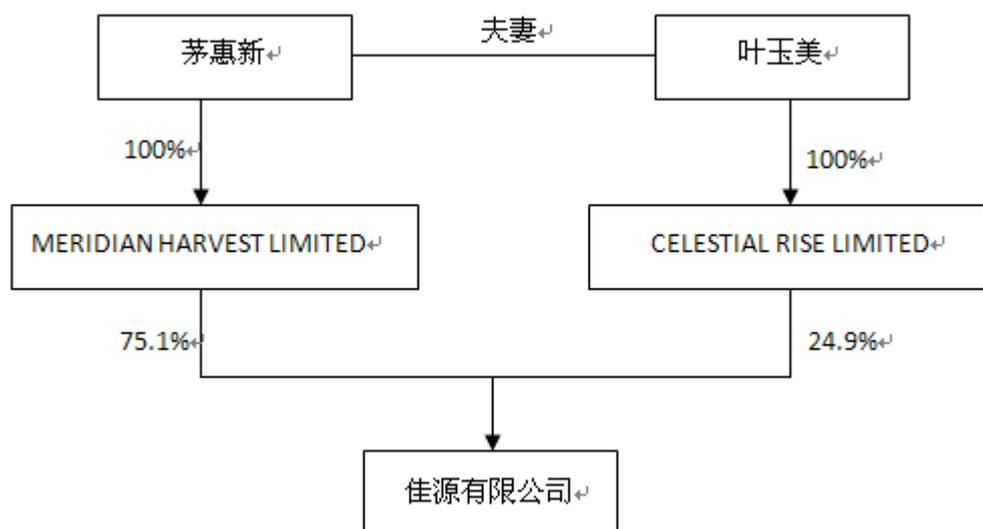 夫妻
茅惠新
叶玉美
100%
100%
MERIDIAN HARVEST LIMITED
CELESTIAL RISE LIMITED
75.1%
24.9%
佳源有限公司